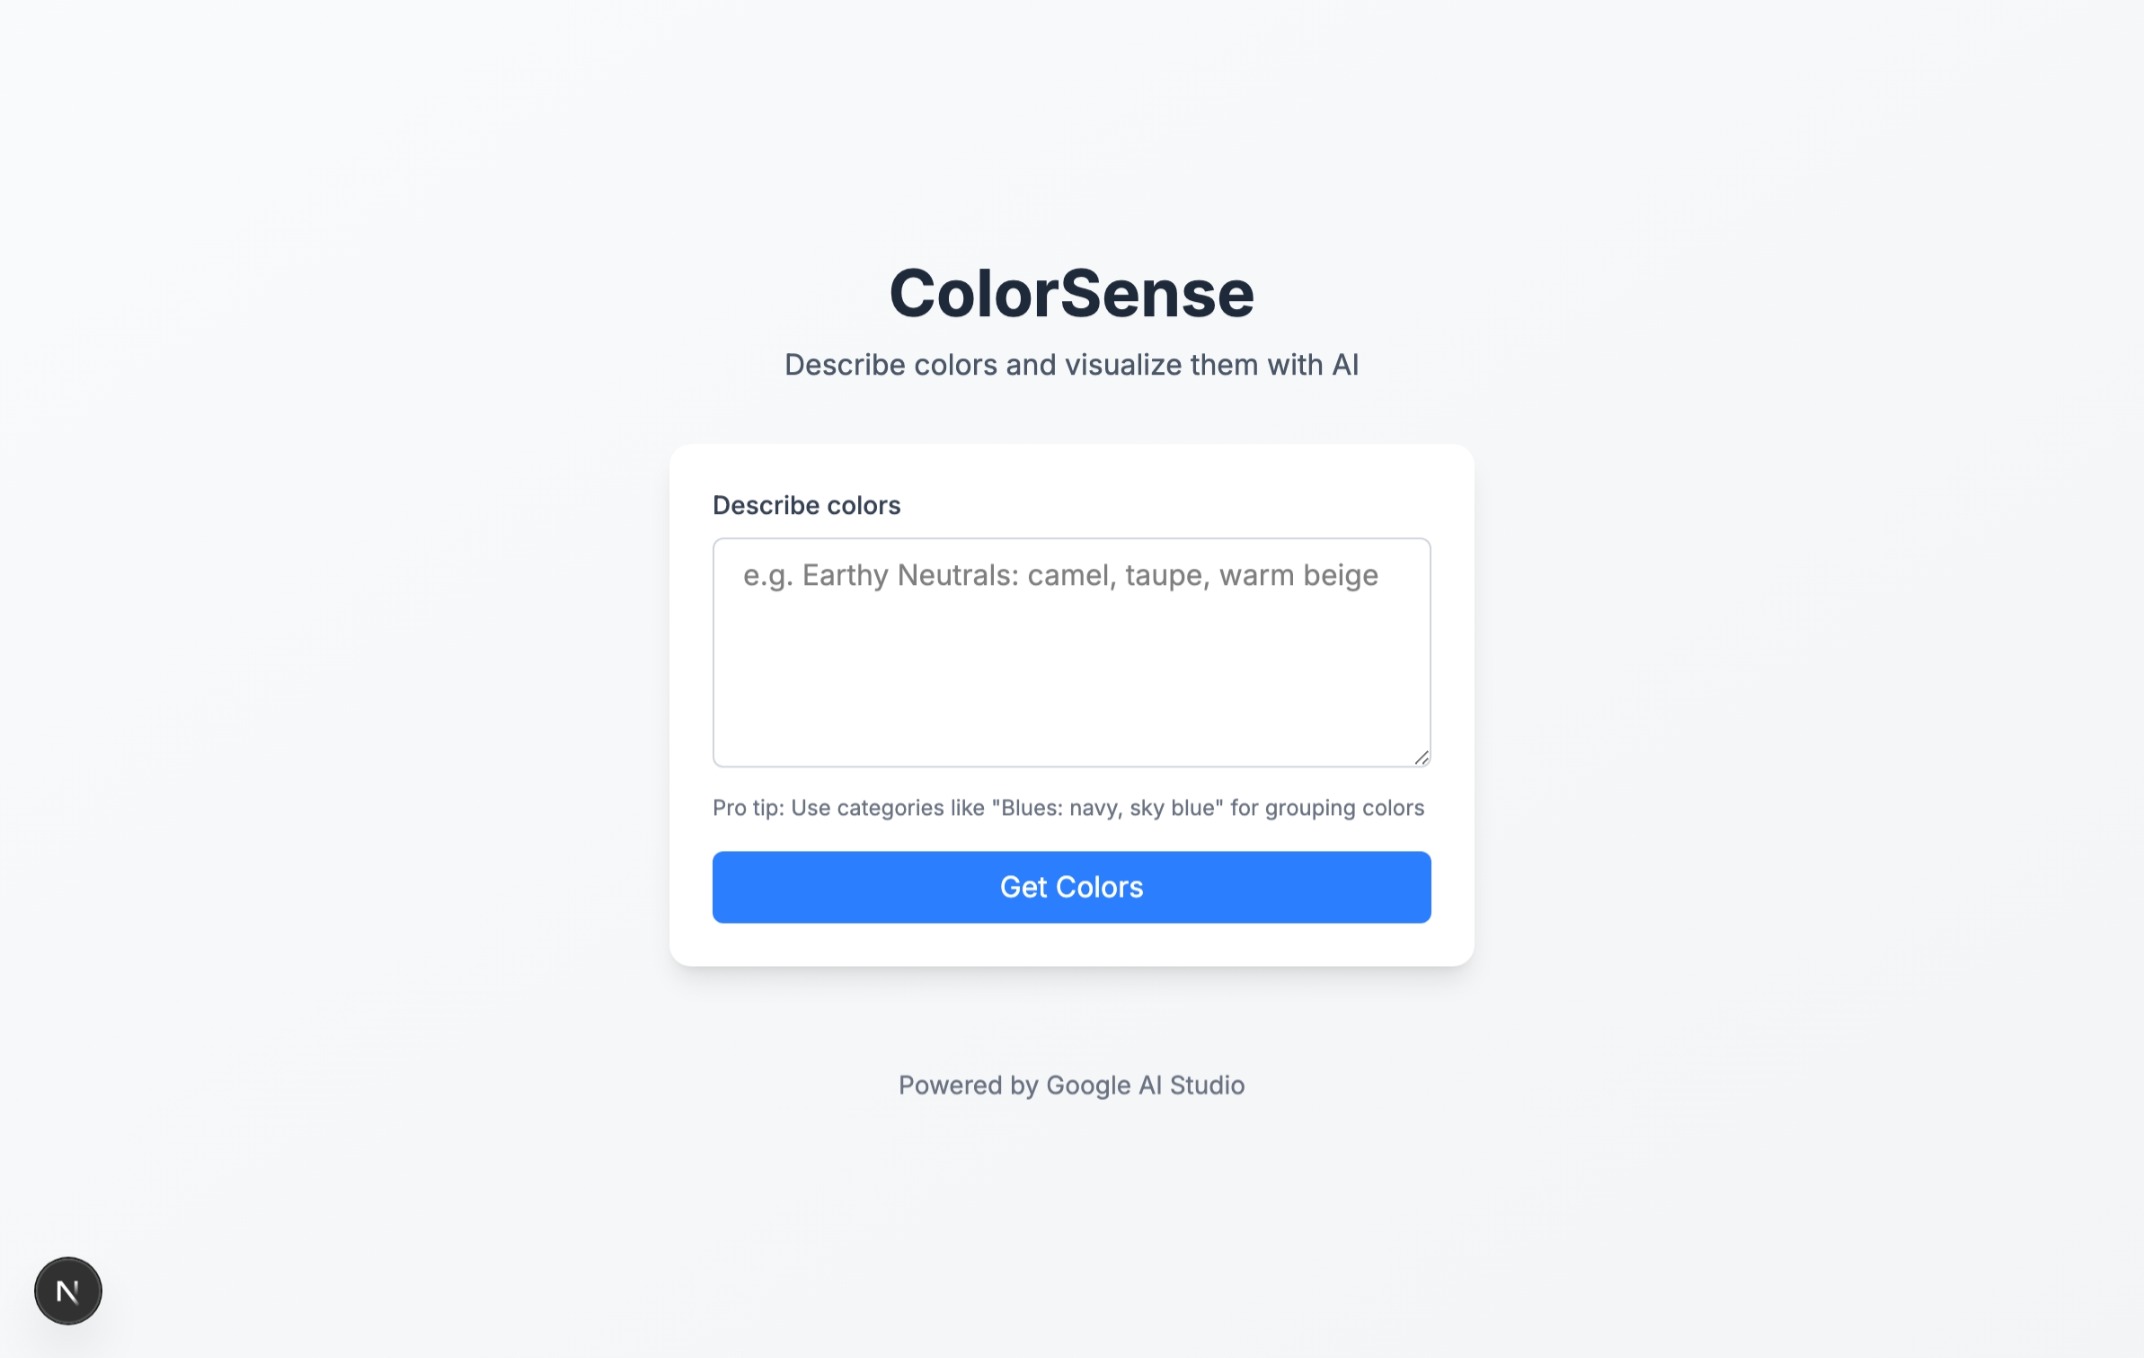 ColorSense
Describe colors and visualize them with AI
Describe colors
e.g. Earthy Neutrals: camel, taupe, warm beige
Pro tip: Use categories like "Blues: navy, sky blue" for grouping colors
Get Colors
Powered by Google AI Studio
N